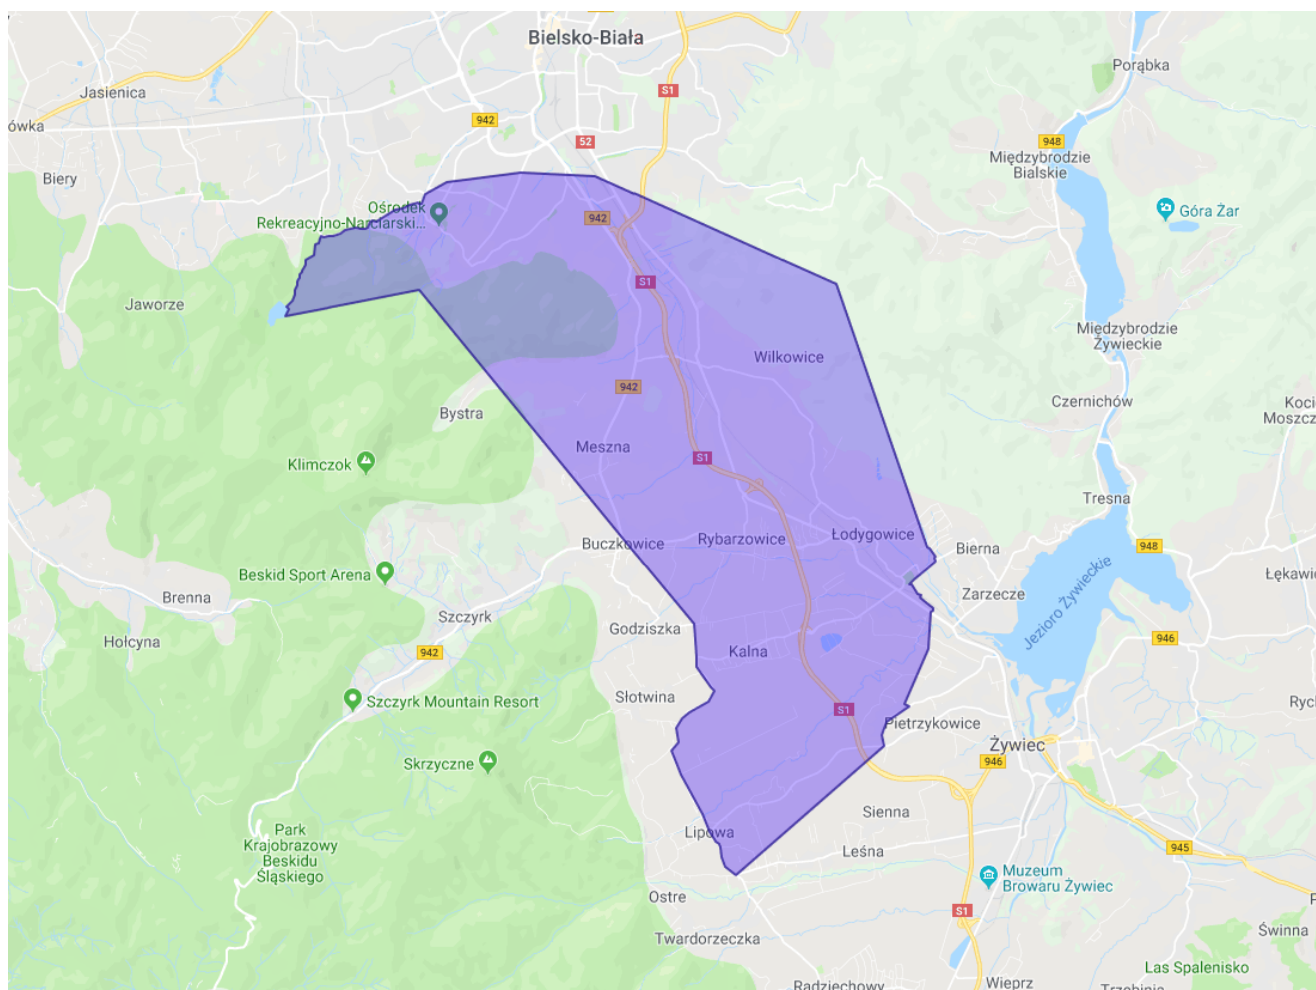 Bielsko-Biała
Porąbka
Jasienica
S1
942
ówka
52
948
Międzybrodzie
Bialskie
Biery
Ośrodek
Rekreacyjno-Narciarski...
942
Góra Żar
S1
Jaworze
Międzybrodzie
Żywieckie
Wilkowice
942
Czernichów
Koci
Moszcz
Bystra
Meszna
Klimczok
S1
Tresna
Buczkowice
Rybarzowice
Łodygowice
Bierna
948
Beskid Sport Arena
Łękawi
Brenna
Zarzecze
Jezioro Żywieckie
Szczyrk
Godziszka
Hołcyna
946
942
Kalna
Słotwina
Szczyrk Mountain Resort
Rych
S1
Pietrzykowice
Żywiec
Skrzyczne
946
Sienna
Park
Krajobrazowy
Beskidu
Śląskiego
Lipowa
Leśna
945
Muzeum
Browaru Żywiec
Ostre
S1
Świnna
Twardorzeczka
Las Spalenisko
Radziechowy
Wieprz
Trzebinia